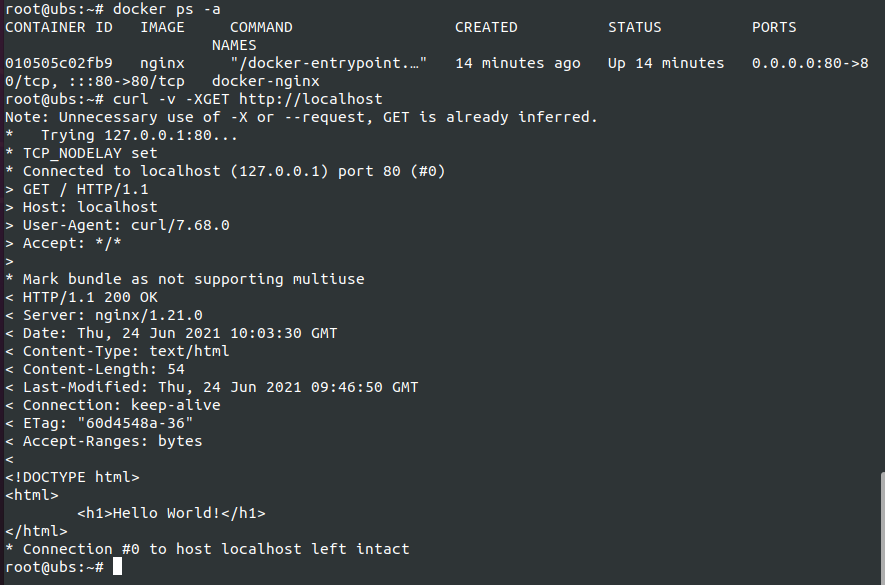 root@ubs:~# docker ps -a
CONTAINER ID   IMAGE     COMMAND                  CREATED          STATUS          PORTS
                       NAMES
010505c02fb9   nginx     "/docker-entrypoint.…"   14 minutes ago   Up 14 minutes   0.0.0.0:80->8
0/tcp, :::80->80/tcp   docker-nginx
root@ubs:~# curl -v -XGET http://localhost
Note: Unnecessary use of -X or --request, GET is already inferred.
*   Trying 127.0.0.1:80...
* TCP_NODELAY set
* Connected to localhost (127.0.0.1) port 80 (#0)
> GET / HTTP/1.1
> Host: localhost
> User-Agent: curl/7.68.0
> Accept: */*
>
* Mark bundle as not supporting multiuse
< HTTP/1.1 200 OK
< Server: nginx/1.21.0
< Date: Thu, 24 Jun 2021 10:03:30 GMT
< Content-Type: text/html
< Content-Length: 54
< Last-Modified: Thu, 24 Jun 2021 09:46:50 GMT
< Connection: keep-alive
< ETag: "60d4548a-36"
< Accept-Ranges: bytes
<
<!DOCTYPE html>
<html>
        <h1>Hello World!</h1>
</html>
* Connection #0 to host localhost left intact
root@ubs:~#